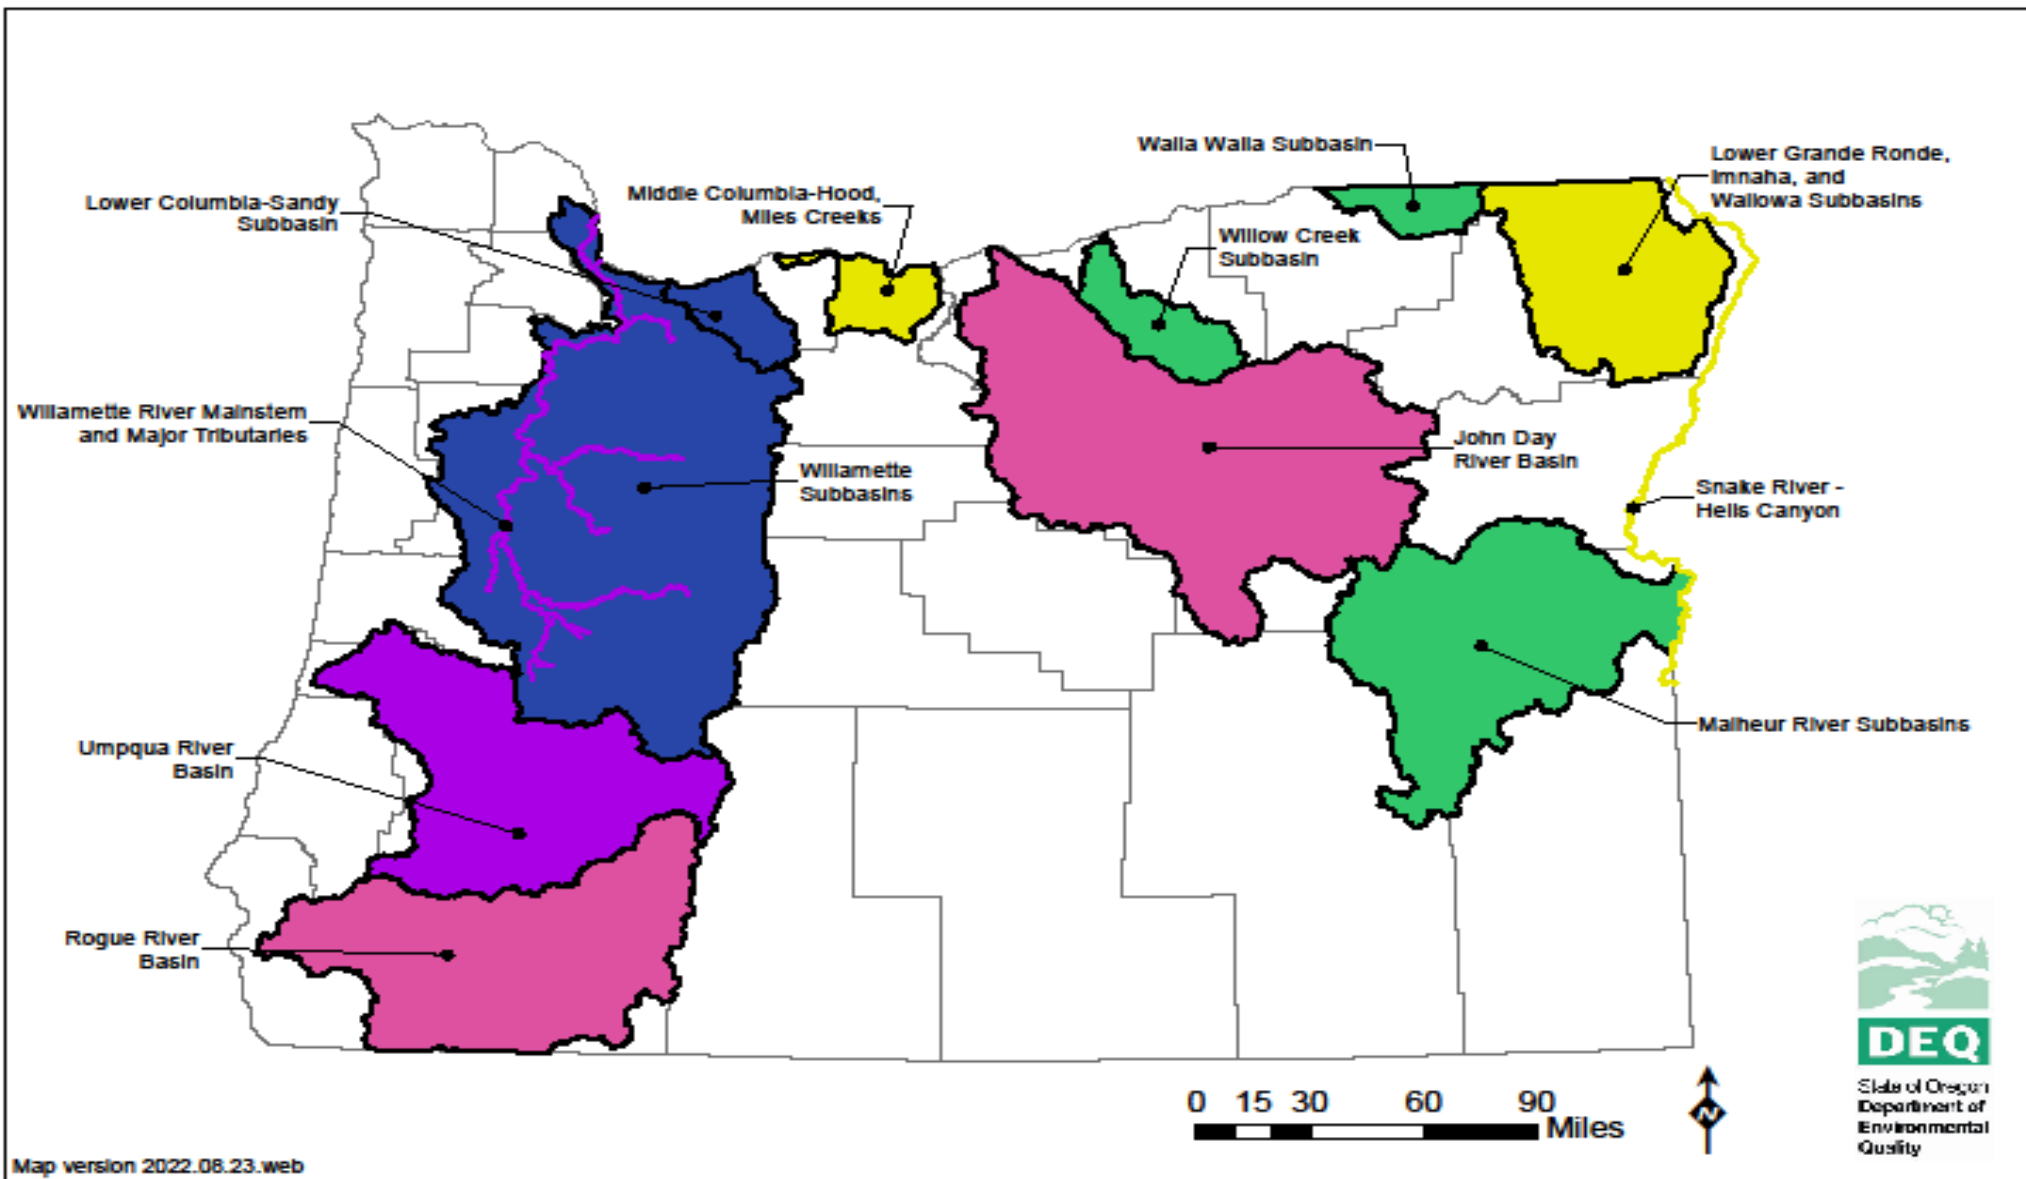 Walla Walla Subbasin
Lower Grande Ronde,
Imnaha, and
Wallowa Subbasins
Lower Columbia-Sandy
Subbasin
Middle Columbia-Hood,
Miles Creeks
Willow Creek
Subbasin
Willamette River Mainstem
and Major Tributaries
Willamette
Subbasins
John Day
River Basin
Snake River -
Hells Canyon
Malheur River Subbasins
Umpqua River
Basin
Rogue River
Basin
0 15 30 60 90
Miles
N
DEQ
State of Oregon
Department of
Environmental
Quality
Map version 2022.08.23.web